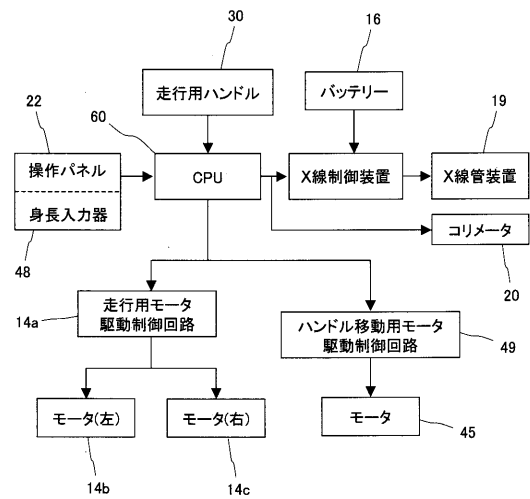 30
16
走行用ハンドル
バッテリー
22
60
19
操作パネル
身長入力器
CPU
X線制御装置
X線管装置
48
コリメータ
20
14a
走行用モータ
駆動制御回路
ハンドル移動用モータ
駆動制御回路
49
モータ(左)
モータ(右)
モータ
14b
14c
45